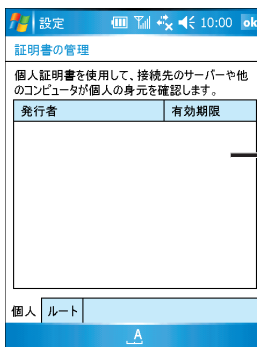 設定 10:00 ok
証明書の管理
個人証明書を使用して、接続先のサーバーや他
のコンピュータが個人の身元を確認します。
発行者 有効期限
個人 ルート
A